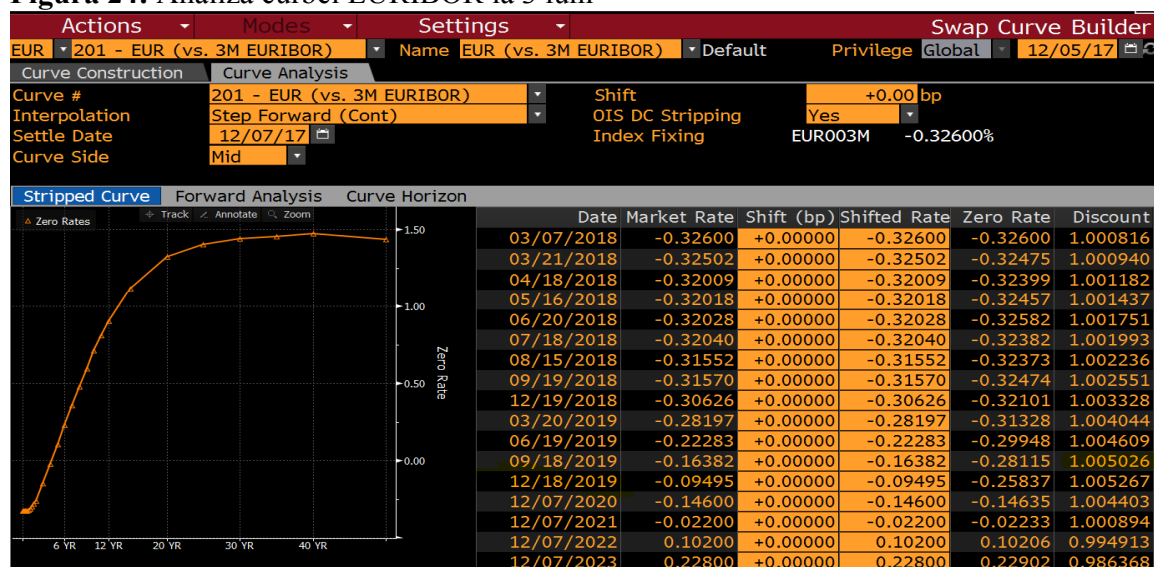 Figura 24. Analiza curbei EURIBOR la 3 luni
Actions Modes Settings Swap Curve Builder
EUR 201 - EUR (vs. 3M EURIBOR) Name EUR (vs. 3M EURIBOR) Default Privilege Global 12/05/17
Curve Construction Curve Analysis
Curve # 201 - EUR (vs. 3M EURIBOR) Shift +0.00 bp
Interpolation Step Forward (Cont) OIS DC Stripping Yes
Settle Date 12/07/17 Index Fixing EUR003M -0.32600%
Curve Side Mid
Stripped Curve Forward Analysis Curve Horizon
Zero Rates Track Annotate Zoom
1.50
1.00
0.50
0.00
Zero Rate
6 YR 12 YR 20 YR 30 YR 40 YR
Date Market Rate Shift (bp) Shifted Rate Zero Rate Discount
03/07/2018 -0.32600 +0.00000 -0.32600 -0.32600 1.000816
03/21/2018 -0.32502 +0.00000 -0.32502 -0.32475 1.000940
04/18/2018 -0.32009 +0.00000 -0.32009 -0.32399 1.001182
05/16/2018 -0.32018 +0.00000 -0.32018 -0.32457 1.001437
06/20/2018 -0.32028 +0.00000 -0.32028 -0.32582 1.001751
07/18/2018 -0.32040 +0.00000 -0.32040 -0.32382 1.001993
08/15/2018 -0.31552 +0.00000 -0.31552 -0.32373 1.002236
09/19/2018 -0.31570 +0.00000 -0.31570 -0.32474 1.002551
12/19/2018 -0.30626 +0.00000 -0.30626 -0.32101 1.003328
03/20/2019 -0.28197 +0.00000 -0.28197 -0.31328 1.004044
06/19/2019 -0.22283 +0.00000 -0.22283 -0.29948 1.004609
09/18/2019 -0.16382 +0.00000 -0.16382 -0.28115 1.005026
12/18/2019 -0.09495 +0.00000 -0.09495 -0.25837 1.005267
12/07/2020 -0.14600 +0.00000 -0.14600 -0.14635 1.004403
12/07/2021 -0.02200 +0.00000 -0.02200 -0.02233 1.000894
12/07/2022 0.10200 +0.00000 0.10200 0.10206 0.994913
12/07/2023 0.22800 +0.00000 0.22800 0.22902 0.986368